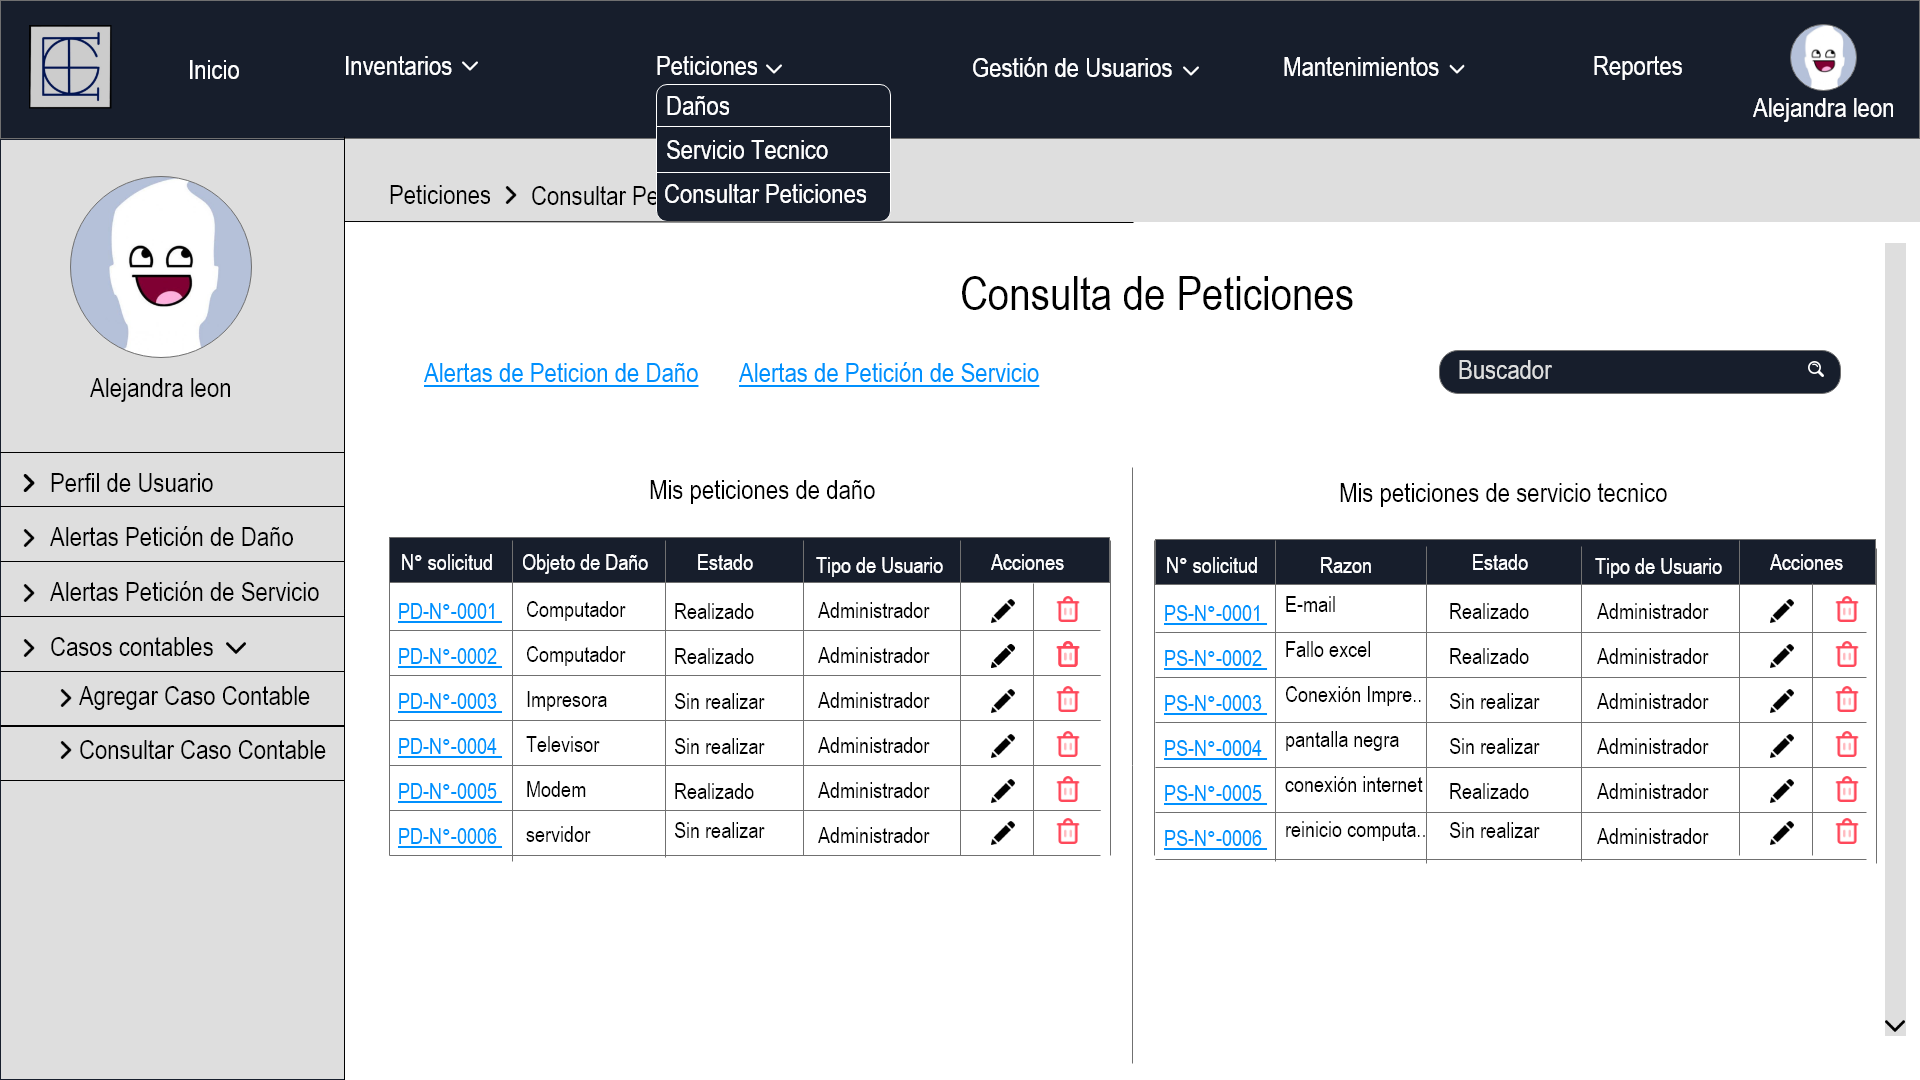 Inicio
Inventarios
Peticiones
Gestión de Usuarios
Mantenimientos
Reportes
Alejandra leon
Daños
Servicio Tecnico
Consultar Peticiones
Peticiones > Consultar Pe
Alejandra leon
Perfil de Usuario
Alertas Petición de Daño
Alertas Petición de Servicio
Casos contables
Agregar Caso Contable
Consultar Caso Contable
Consulta de Peticiones
Alertas de Peticion de Daño
Alertas de Petición de Servicio
Buscador
Mis peticiones de daño
N° solicitud Objeto de Daño Estado Tipo de Usuario Acciones
PD-N°-0001 Computador Realizado Administrador
PD-N°-0002 Computador Realizado Administrador
PD-N°-0003 Impresora Sin realizar Administrador
PD-N°-0004 Televisor Sin realizar Administrador
PD-N°-0005 Modem Realizado Administrador
PD-N°-0006 servidor Sin realizar Administrador
Mis peticiones de servicio tecnico
N° solicitud Razon Estado Tipo de Usuario Acciones
PS-N°-0001 E-mail Realizado Administrador
PS-N°-0002 Fallo excel Realizado Administrador
PS-N°-0003 Conexión Impre.. Sin realizar Administrador
PS-N°-0004 pantalla negra Sin realizar Administrador
PS-N°-0005 conexión internet Realizado Administrador
PS-N°-0006 reinicio computa.. Sin realizar Administrador